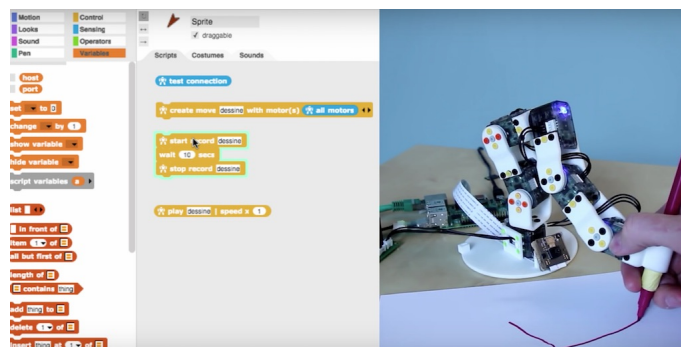 Motion Control
Looks Sensing
Sound Operators
Pen Variables
host
port
set to 0
change by 1
show variable
hide variable
script variables a
list
in front of
item 1 of
all but first of
length of
contains thing
add thing to
delete 1 of
insert thing at 1 of
Sprite
draggable
Scripts Costumes Sounds
test connection
create move dessine with motor(s) all motors
start record dessine
wait 10 secs
stop record dessine
play dessine | speed x 1